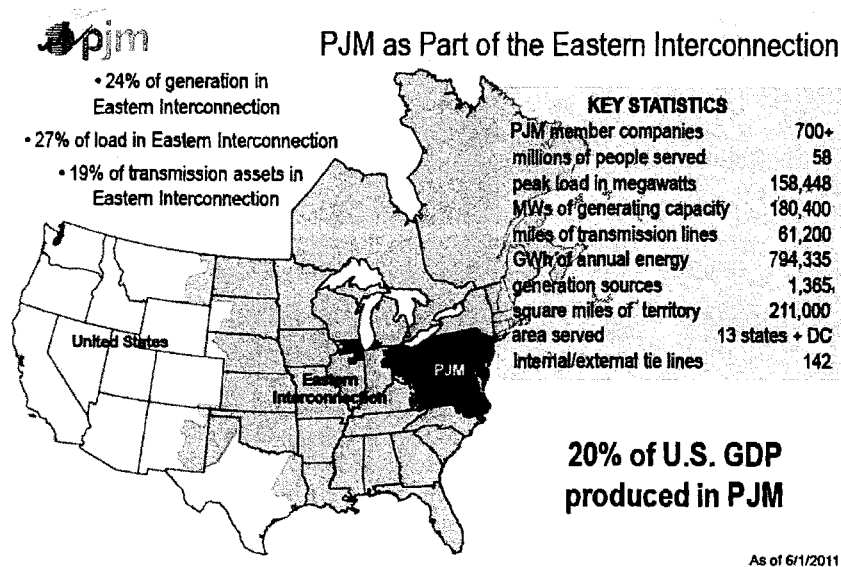 pjm
PJM as Part of the Eastern Interconnection
• 24% of generation in
Eastern Interconnection
• 27% of load in Eastern Interconnection
• 19% of transmission assets in
Eastern Interconnection
KEY STATISTICS
PJM member companies 700+
millions of people served 58
peak load in megawatts 158,448
MWs of generating capacity 180,400
miles of transmission lines 61,200
GWh of annual energy 794,335
generation sources 1,365
square miles of territory 211,000
area served 13 states + DC
Internal/external tie lines 142
United States
Eastern
Interconnection
PJM
20% of U.S. GDP
produced in PJM
As of 6/1/2011